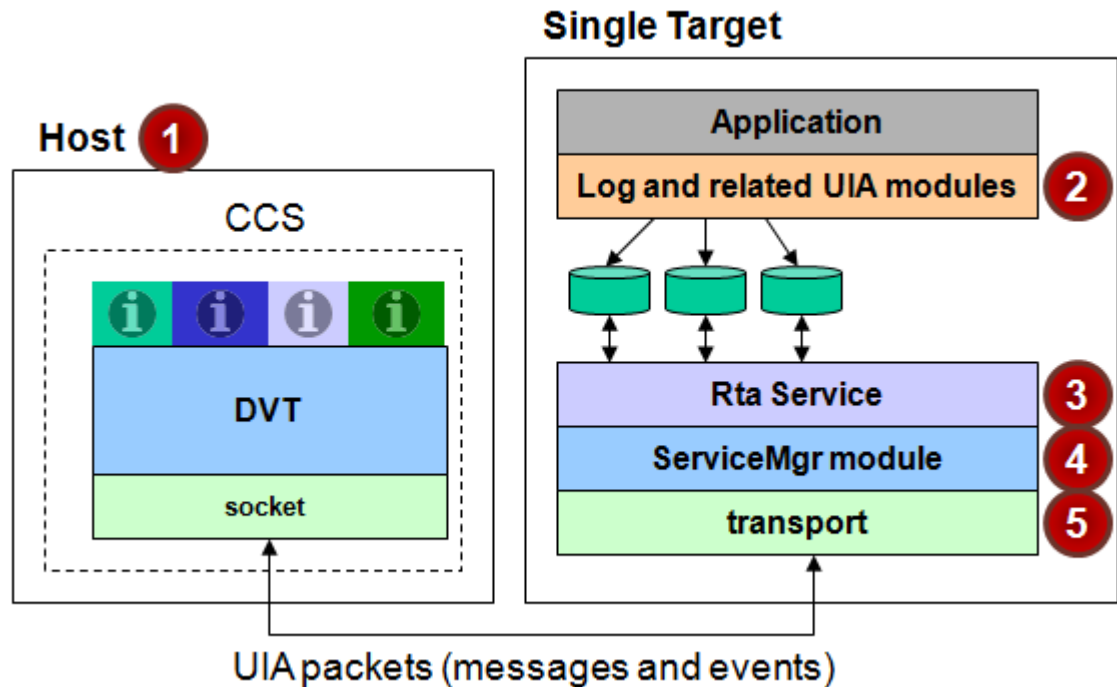 Single Target
Host 1
Application
Log and related UIA modules 2
CCS
i i i i
DVT
Rta Service 3
ServiceMgr module 4
socket
transport 5
UIA packets (messages and events)